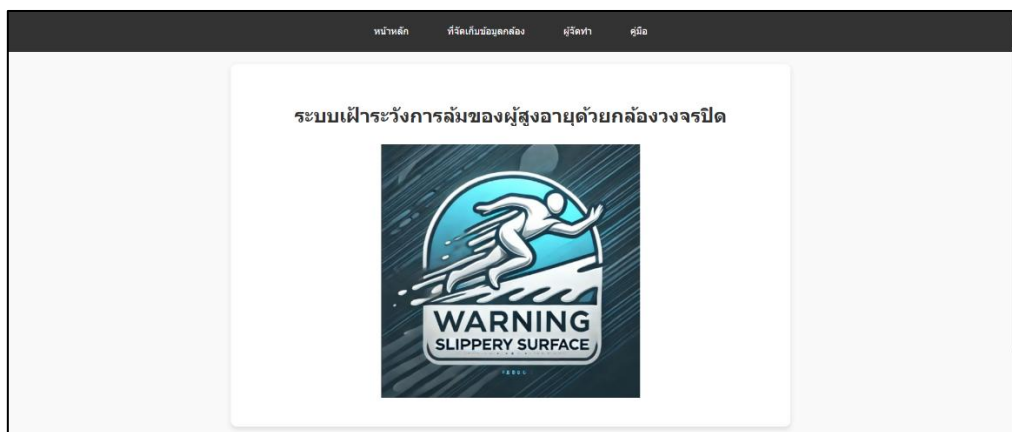 หน้าหลัก ที่จัดเก็บข้อมูลกล้อง ผู้จัดทำ คู่มือ
ระบบเฝ้าระวังการล้มของผู้สูงอายุด้วยกล้องวงจรปิด
WARNING
SLIPPERY SURFACE